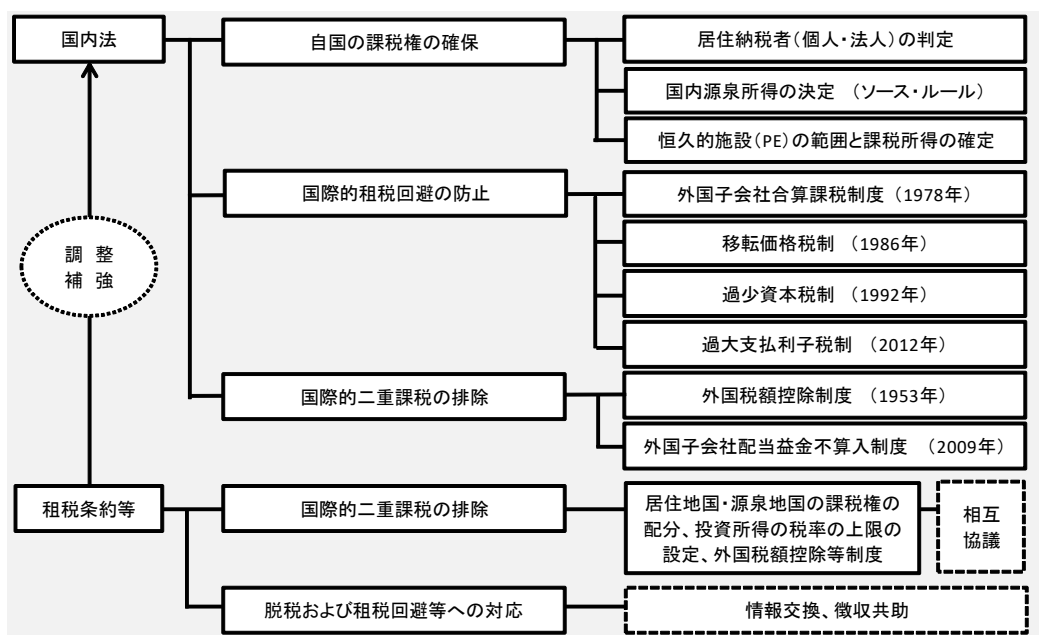 国内法
自国の課税権の確保
居住納税者(個人・法人)の判定
国内源泉所得の決定 (ソース・ルール)
恒久的施設(PE)の範囲と課税所得の確定
国際的租税回避の防止
外国子会社合算課税制度 (1978年)
移転価格税制 (1986年)
過少資本税制 (1992年)
過大支払利子税制 (2012年)
調 整
補 強
国際的二重課税の排除
外国税額控除制度 (1953年)
外国子会社配当益金不算入制度 (2009年)
租税条約等
国際的二重課税の排除
居住地国・源泉地国の課税権の
配分、投資所得の税率の上限の
設定、外国税額控除等制度
相互
協議
脱税および租税回避等への対応
情報交換、徴収共助